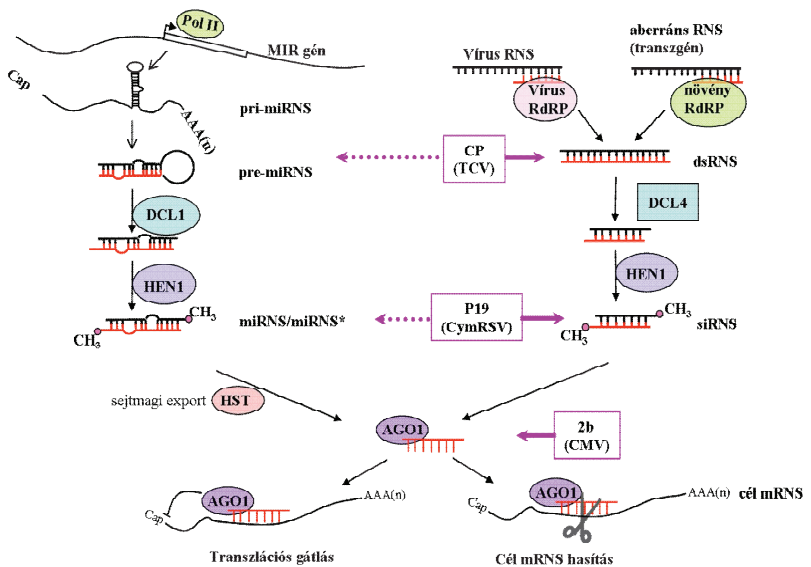 Pol II
MIR gén
Cap
pri-miRNS
AAA(n)
pre-miRNS
DCL1
HEN1
CH3
CH3
miRNS/miRNS*
Vírus RNS
aberráns RNS
(transzgén)
Vírus
RdRP
növény
RdRP
CP
(TCV)
dsRNS
DCL4
HEN1
P19
(CymRSV)
CH3
CH3
siRNS
sejtmagi export
HST
AGO1
2b
(CMV)
AGO1
Cap
AAA(n)
Transzlációs gátlás
AGO1
Cap
AAA(n)
cél mRNS
Cél mRNS hasítás